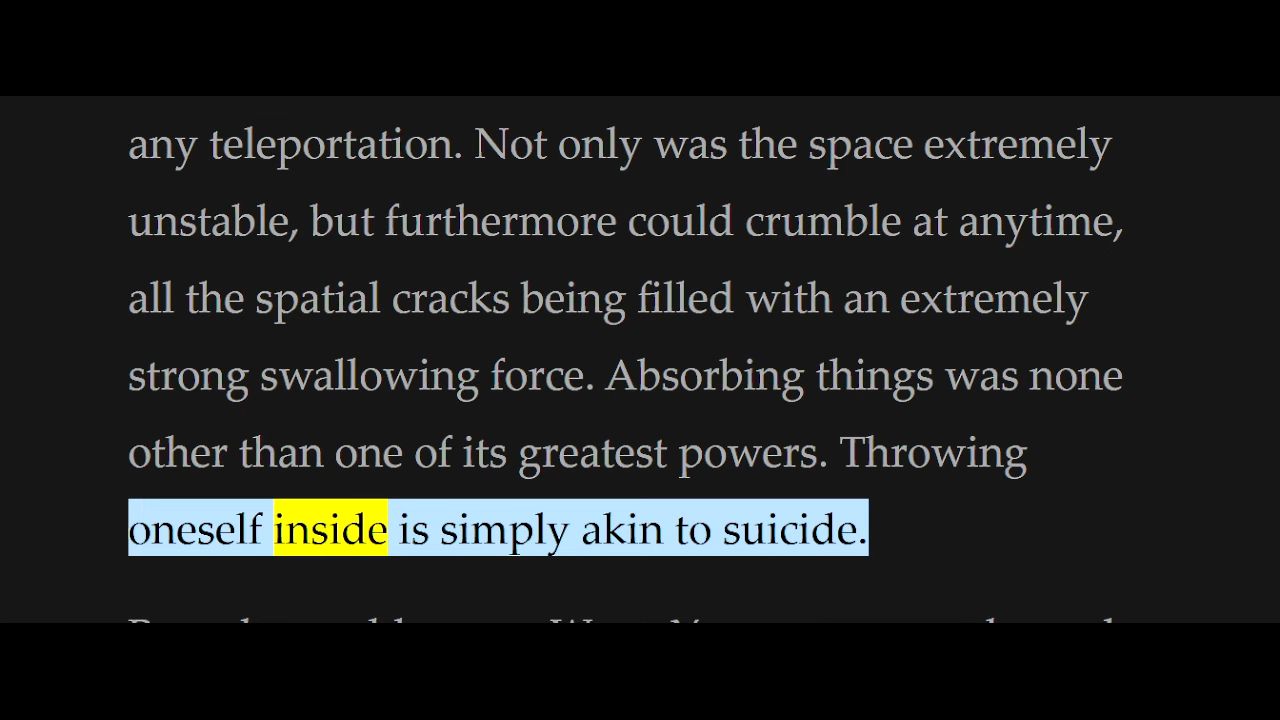 any teleportation. Not only was the space extremely
unstable, but furthermore could crumble at anytime,
all the spatial cracks being filled with an extremely
strong swallowing force. Absorbing things was none
other than one of its greatest powers. Throwing
oneself inside is simply akin to suicide.